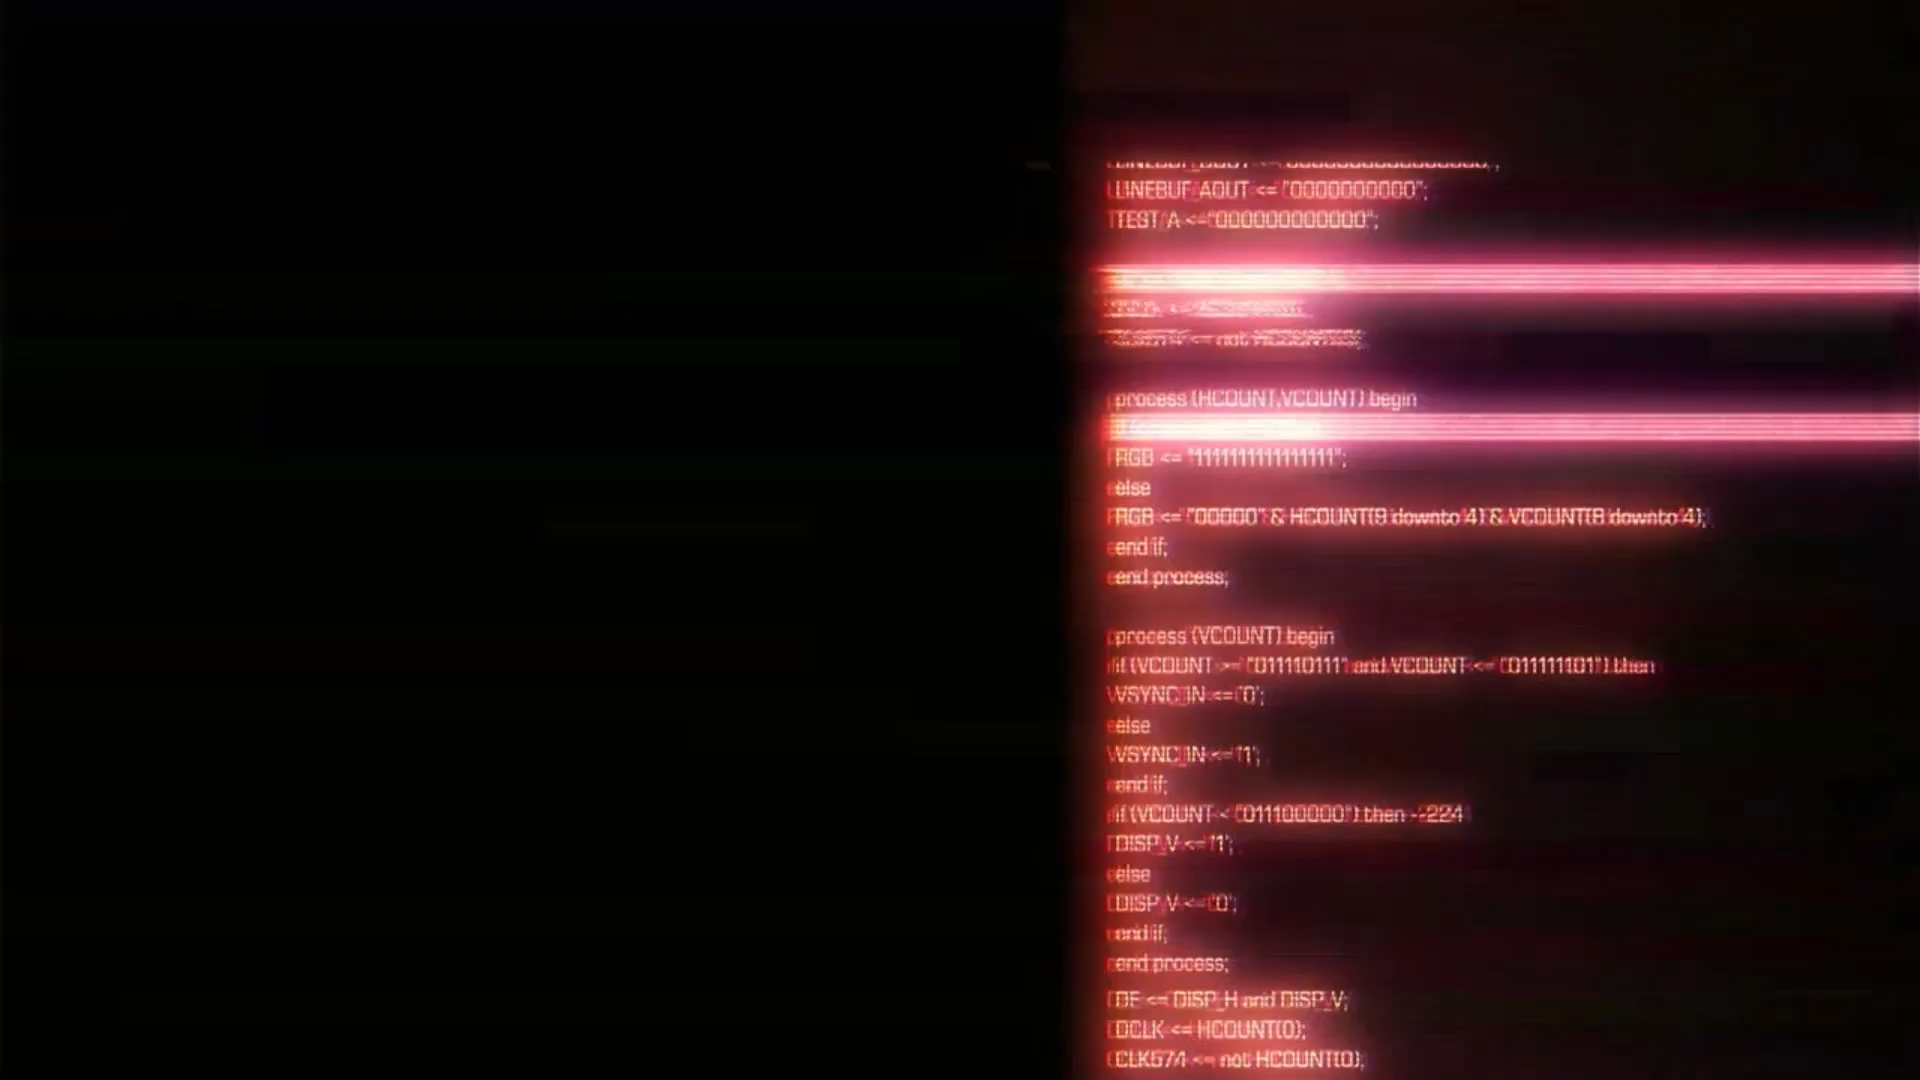 LINEBUF_AOUT <= "0000000000";
TEST_A <= "000000000000";
process (HCOUNT,VCOUNT) begin
RGB <= "1111111111111111";
else
RGB <= "00000" & HCOUNT(9 downto 4) & VCOUNT(8 downto 4);
end if;
end process;
process (VCOUNT) begin
if (VCOUNT >= "011110111" and VCOUNT <= "011111101") then
VSYNC_IN <= '0';
else
VSYNC_IN <= '1';
end if;
if (VCOUNT < "011100000") then --224
DISP_V <= '1';
else
DISP_V <= '0';
end if;
end process;
DE <= DISP_H and DISP_V;
DCLK <= HCOUNT(0);
CLK574 <= not HCOUNT(0);